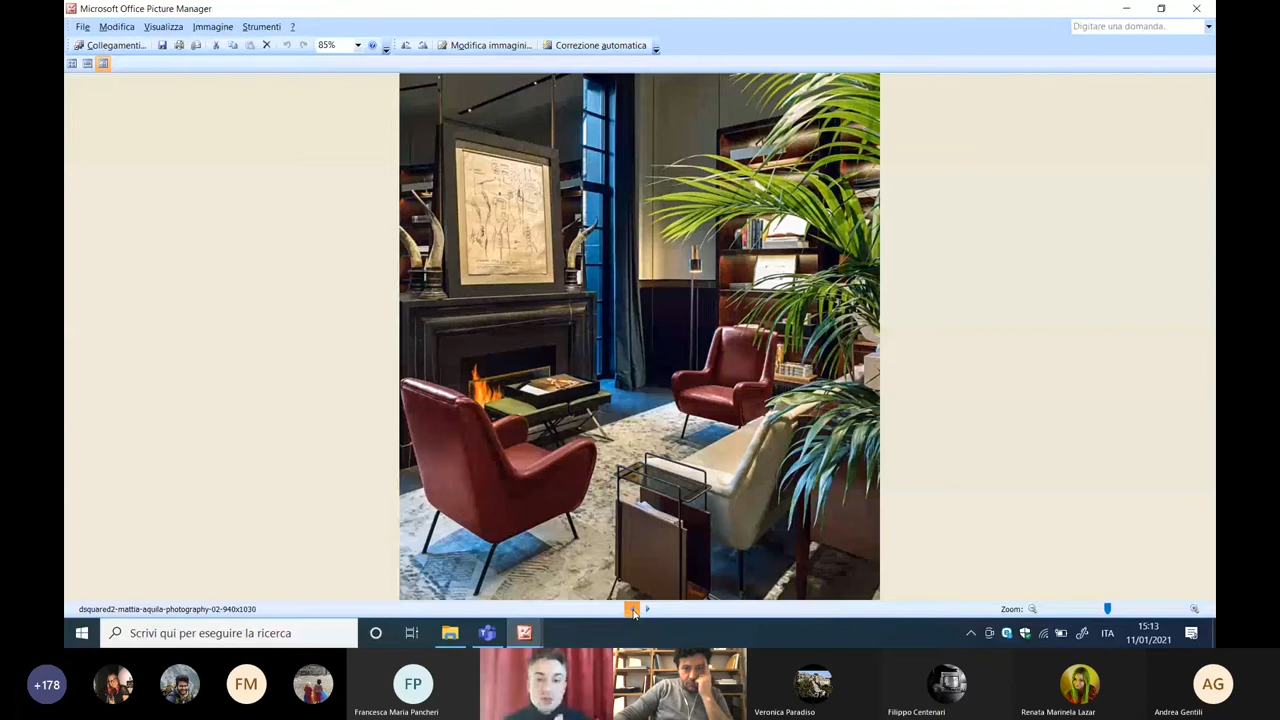 Microsoft Office Picture Manager
File Modifica Visualizza Immagine Strumenti ?
Digitare una domanda.
Collegamenti... 85% Modifica immagini... Correzione automatica
dsquared2-mattia-aquila-photography-02-940x1030
Zoom:
Scrivi qui per eseguire la ricerca
ITA
15:13
11/01/2021
+178
FM
FP
AG
Francesca Maria Pancheri
Veronica Paradiso
Filippo Centenari
Renata Marinela Lazar
Andrea Gentili